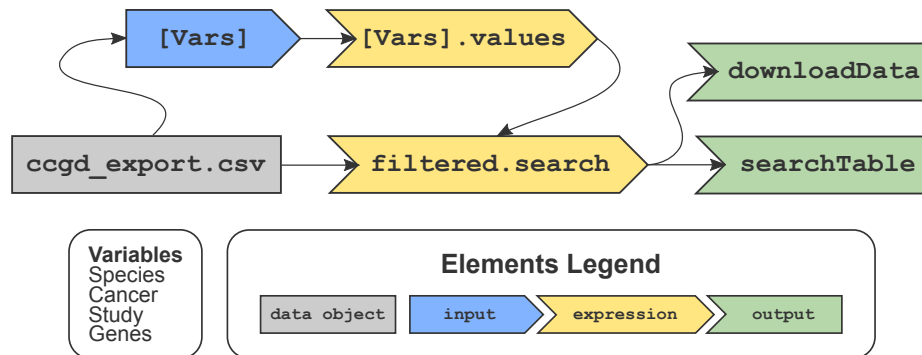 [Vars]
[Vars].values
downloadData
ccgd_export.csv
filtered.search
searchTable
Variables
Species
Cancer
Study
Genes
Elements Legend
data object
input
expression
output